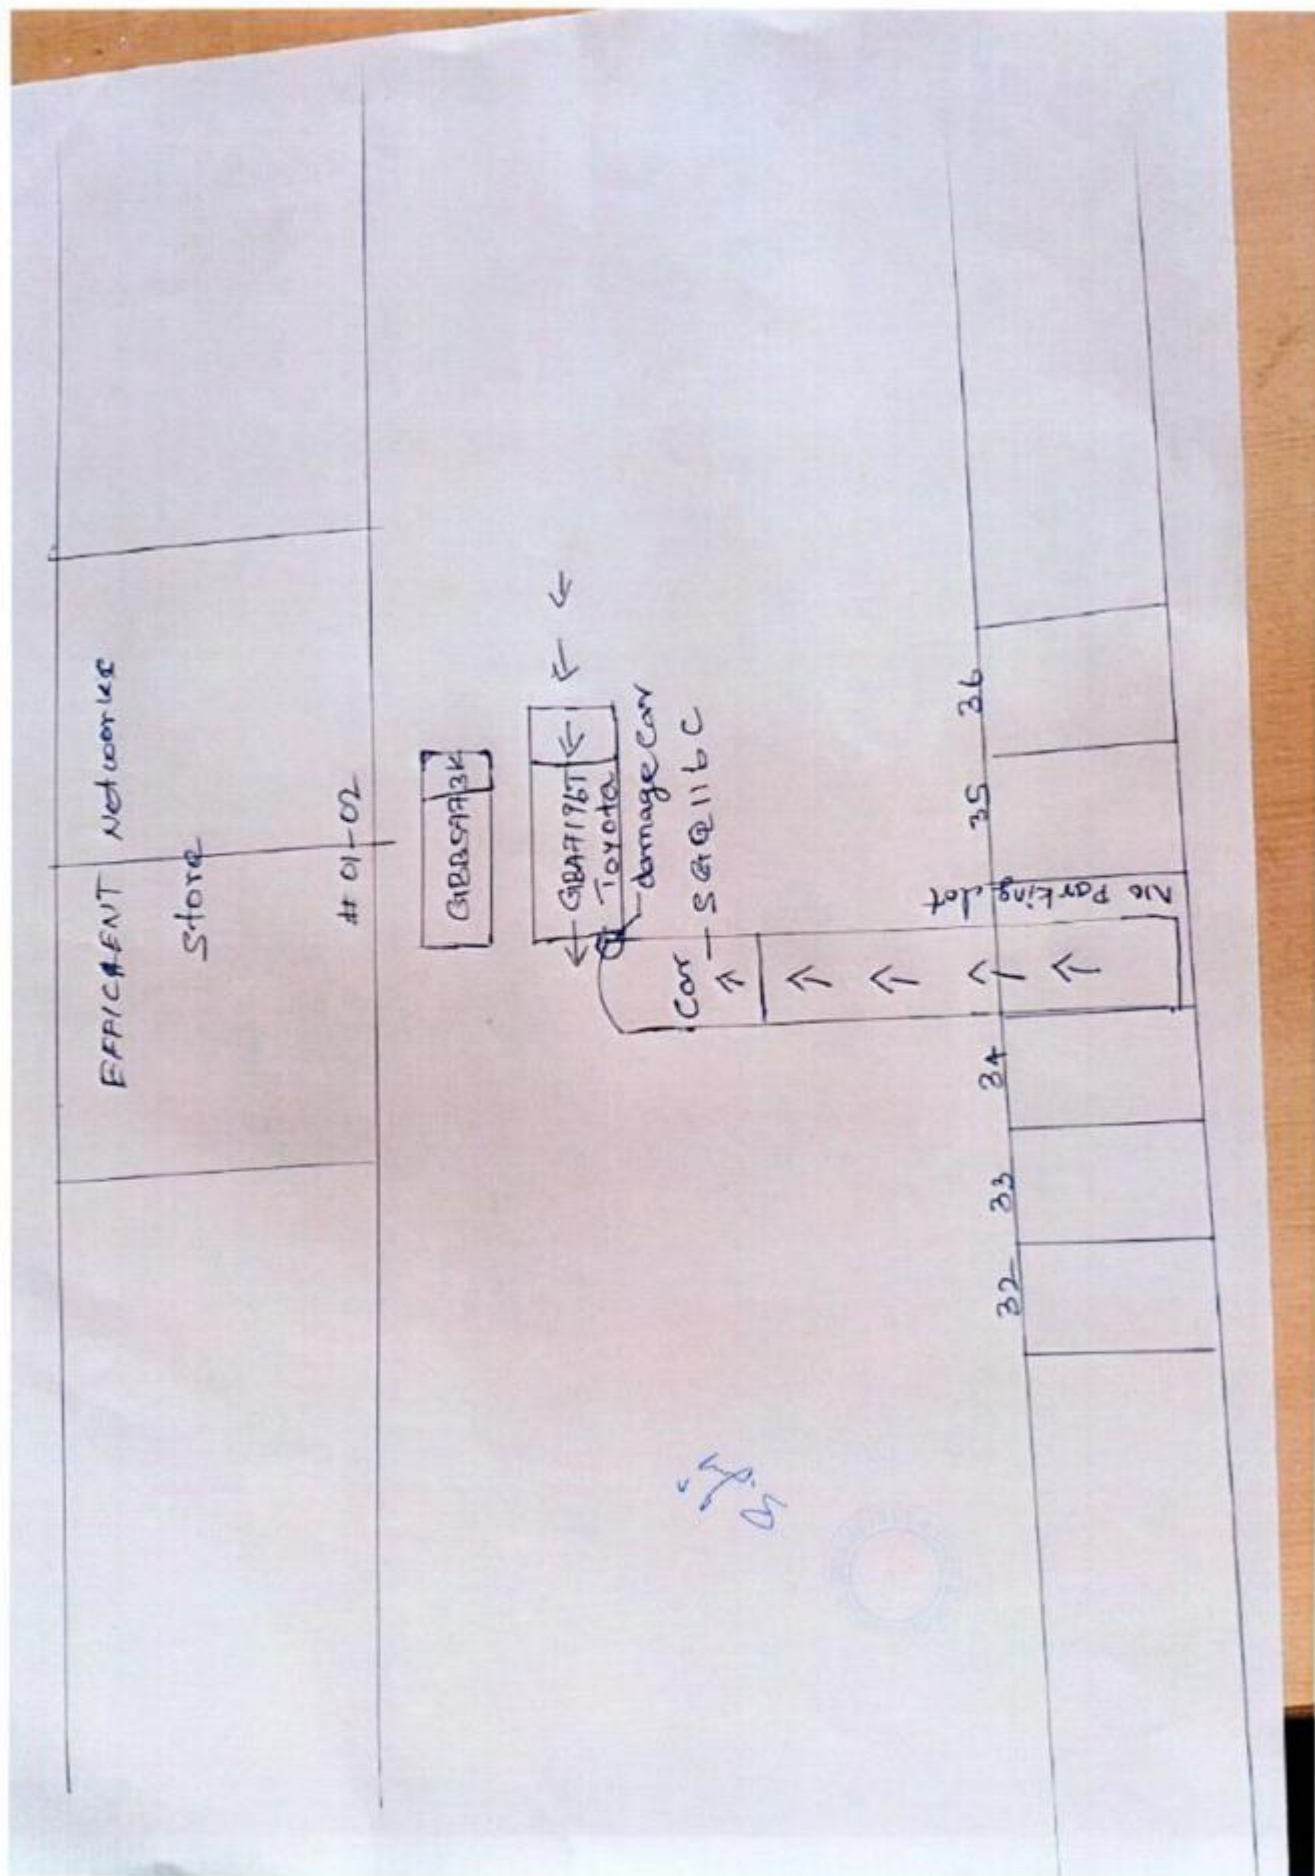 EFFICIENT Networks
Store
# 01-02
GBB5973K
GBA7196T
Toyota
damage Car
Car - SGQ116C
No Parking lot
32 33 34 35 36